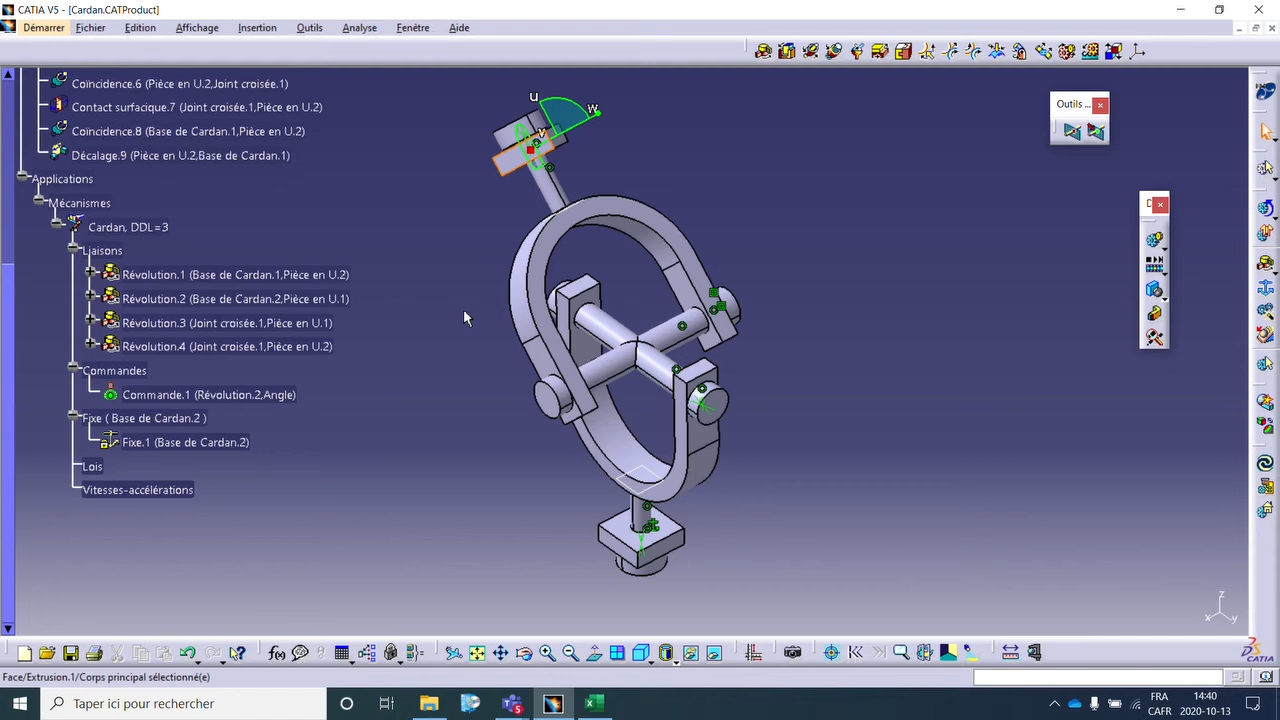 CATIA V5 - [Cardan.CATProduct]
Démarrer Fichier Edition Affichage Insertion Outils Analyse Fenêtre Aide
Coïncidence.6 (Pièce en U.2,Joint croisée.1)
Contact surfacique.7 (Joint croisée.1,Pièce en U.2)
Coïncidence.8 (Base de Cardan.1,Pièce en U.2)
Décalage.9 (Pièce en U.2,Base de Cardan.1)
Applications
Mécanismes
Cardan, DDL=3
Liaisons
Révolution.1 (Base de Cardan.1,Pièce en U.2)
Révolution.2 (Base de Cardan.2,Pièce en U.1)
Révolution.3 (Joint croisée.1,Pièce en U.1)
Révolution.4 (Joint croisée.1,Pièce en U.2)
Commandes
Commande.1 (Révolution.2,Angle)
Fixe ( Base de Cardan.2 )
Fixe.1 (Base de Cardan.2)
Lois
Vitesses-accélérations
u
w
v
Outils ...
z
x y
f(x)
CATIA
Face/Extrusion.1/Corps principal sélectionné(e)
Taper ici pour rechercher
FRA
CAFR
14:40
2020-10-13